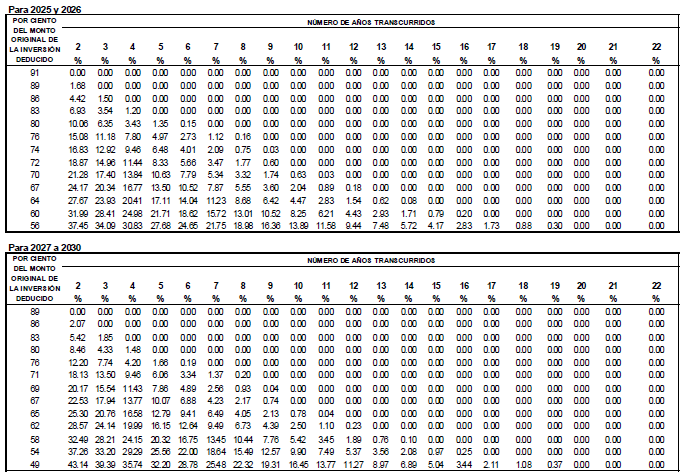 Para 2025 y 2026
POR CIENTO DEL MONTO ORIGINAL DE LA INVERSIÓN DEDUCIDO NÚMERO DE AÑOS TRANSCURRIDOS
2 3 4 5 6 7 8 9 10 11 12 13 14 15 16 17 18 19 20 21 22
% % % % % % % % % % % % % % % % % % % % %
91 0.00 0.00 0.00 0.00 0.00 0.00 0.00 0.00 0.00 0.00 0.00 0.00 0.00 0.00 0.00 0.00 0.00 0.00 0.00 0.00 0.00
89 1.68 0.00 0.00 0.00 0.00 0.00 0.00 0.00 0.00 0.00 0.00 0.00 0.00 0.00 0.00 0.00 0.00 0.00 0.00 0.00 0.00
86 4.42 1.50 0.00 0.00 0.00 0.00 0.00 0.00 0.00 0.00 0.00 0.00 0.00 0.00 0.00 0.00 0.00 0.00 0.00 0.00 0.00
83 6.93 3.54 1.20 0.00 0.00 0.00 0.00 0.00 0.00 0.00 0.00 0.00 0.00 0.00 0.00 0.00 0.00 0.00 0.00 0.00 0.00
80 10.06 6.35 3.43 1.35 0.15 0.00 0.00 0.00 0.00 0.00 0.00 0.00 0.00 0.00 0.00 0.00 0.00 0.00 0.00 0.00 0.00
76 15.08 11.18 7.80 4.97 2.73 1.12 0.16 0.00 0.00 0.00 0.00 0.00 0.00 0.00 0.00 0.00 0.00 0.00 0.00 0.00 0.00
74 16.83 12.92 9.46 6.48 4.01 2.09 0.75 0.03 0.00 0.00 0.00 0.00 0.00 0.00 0.00 0.00 0.00 0.00 0.00 0.00 0.00
72 18.87 14.96 11.44 8.33 5.66 3.47 1.77 0.60 0.00 0.00 0.00 0.00 0.00 0.00 0.00 0.00 0.00 0.00 0.00 0.00 0.00
70 21.28 17.40 13.84 10.63 7.79 5.34 3.32 1.74 0.63 0.03 0.00 0.00 0.00 0.00 0.00 0.00 0.00 0.00 0.00 0.00 0.00
67 24.17 20.34 16.77 13.50 10.52 7.87 5.55 3.60 2.04 0.89 0.18 0.00 0.00 0.00 0.00 0.00 0.00 0.00 0.00 0.00 0.00
64 27.67 23.93 20.41 17.11 14.04 11.23 8.68 6.42 4.47 2.83 1.54 0.62 0.08 0.00 0.00 0.00 0.00 0.00 0.00 0.00 0.00
60 31.99 28.41 24.98 21.71 18.62 15.72 13.01 10.52 8.25 6.21 4.43 2.93 1.71 0.79 0.20 0.00 0.00 0.00 0.00 0.00 0.00
56 37.45 34.09 30.83 27.68 24.65 21.75 18.98 16.36 13.89 11.58 9.44 7.48 5.72 4.17 2.83 1.73 0.88 0.30 0.00 0.00 0.00
Para 2027 a 2030
POR CIENTO DEL MONTO ORIGINAL DE LA INVERSIÓN DEDUCIDO NÚMERO DE AÑOS TRANSCURRIDOS
2 3 4 5 6 7 8 9 10 11 12 13 14 15 16 17 18 19 20 21 22
% % % % % % % % % % % % % % % % % % % % %
89 0.00 0.00 0.00 0.00 0.00 0.00 0.00 0.00 0.00 0.00 0.00 0.00 0.00 0.00 0.00 0.00 0.00 0.00 0.00 0.00 0.00
86 2.07 0.00 0.00 0.00 0.00 0.00 0.00 0.00 0.00 0.00 0.00 0.00 0.00 0.00 0.00 0.00 0.00 0.00 0.00 0.00 0.00
83 5.42 1.85 0.00 0.00 0.00 0.00 0.00 0.00 0.00 0.00 0.00 0.00 0.00 0.00 0.00 0.00 0.00 0.00 0.00 0.00 0.00
80 8.46 4.33 1.48 0.00 0.00 0.00 0.00 0.00 0.00 0.00 0.00 0.00 0.00 0.00 0.00 0.00 0.00 0.00 0.00 0.00 0.00
76 12.20 7.74 4.20 1.66 0.19 0.00 0.00 0.00 0.00 0.00 0.00 0.00 0.00 0.00 0.00 0.00 0.00 0.00 0.00 0.00 0.00
71 18.13 13.50 9.46 6.06 3.34 1.37 0.20 0.00 0.00 0.00 0.00 0.00 0.00 0.00 0.00 0.00 0.00 0.00 0.00 0.00 0.00
69 20.17 15.54 11.43 7.86 4.89 2.56 0.93 0.04 0.00 0.00 0.00 0.00 0.00 0.00 0.00 0.00 0.00 0.00 0.00 0.00 0.00
67 22.53 17.94 13.77 10.07 6.88 4.23 2.17 0.74 0.00 0.00 0.00 0.00 0.00 0.00 0.00 0.00 0.00 0.00 0.00 0.00 0.00
65 25.30 20.76 16.58 12.79 9.41 6.49 4.05 2.13 0.78 0.04 0.00 0.00 0.00 0.00 0.00 0.00 0.00 0.00 0.00 0.00 0.00
62 28.57 24.14 19.99 16.15 12.64 9.49 6.73 4.39 2.50 1.10 0.23 0.00 0.00 0.00 0.00 0.00 0.00 0.00 0.00 0.00 0.00
58 32.49 28.21 24.15 20.32 16.75 13.45 10.44 7.76 5.42 3.45 1.89 0.76 0.10 0.00 0.00 0.00 0.00 0.00 0.00 0.00 0.00
54 37.26 33.20 29.29 25.56 22.00 18.64 15.49 12.57 9.90 7.49 5.37 3.56 2.08 0.97 0.25 0.00 0.00 0.00 0.00 0.00 0.00
49 43.14 39.39 35.74 32.20 28.78 25.48 22.32 19.31 16.45 13.77 11.27 8.97 6.89 5.04 3.44 2.11 1.08 0.37 0.00 0.00 0.00